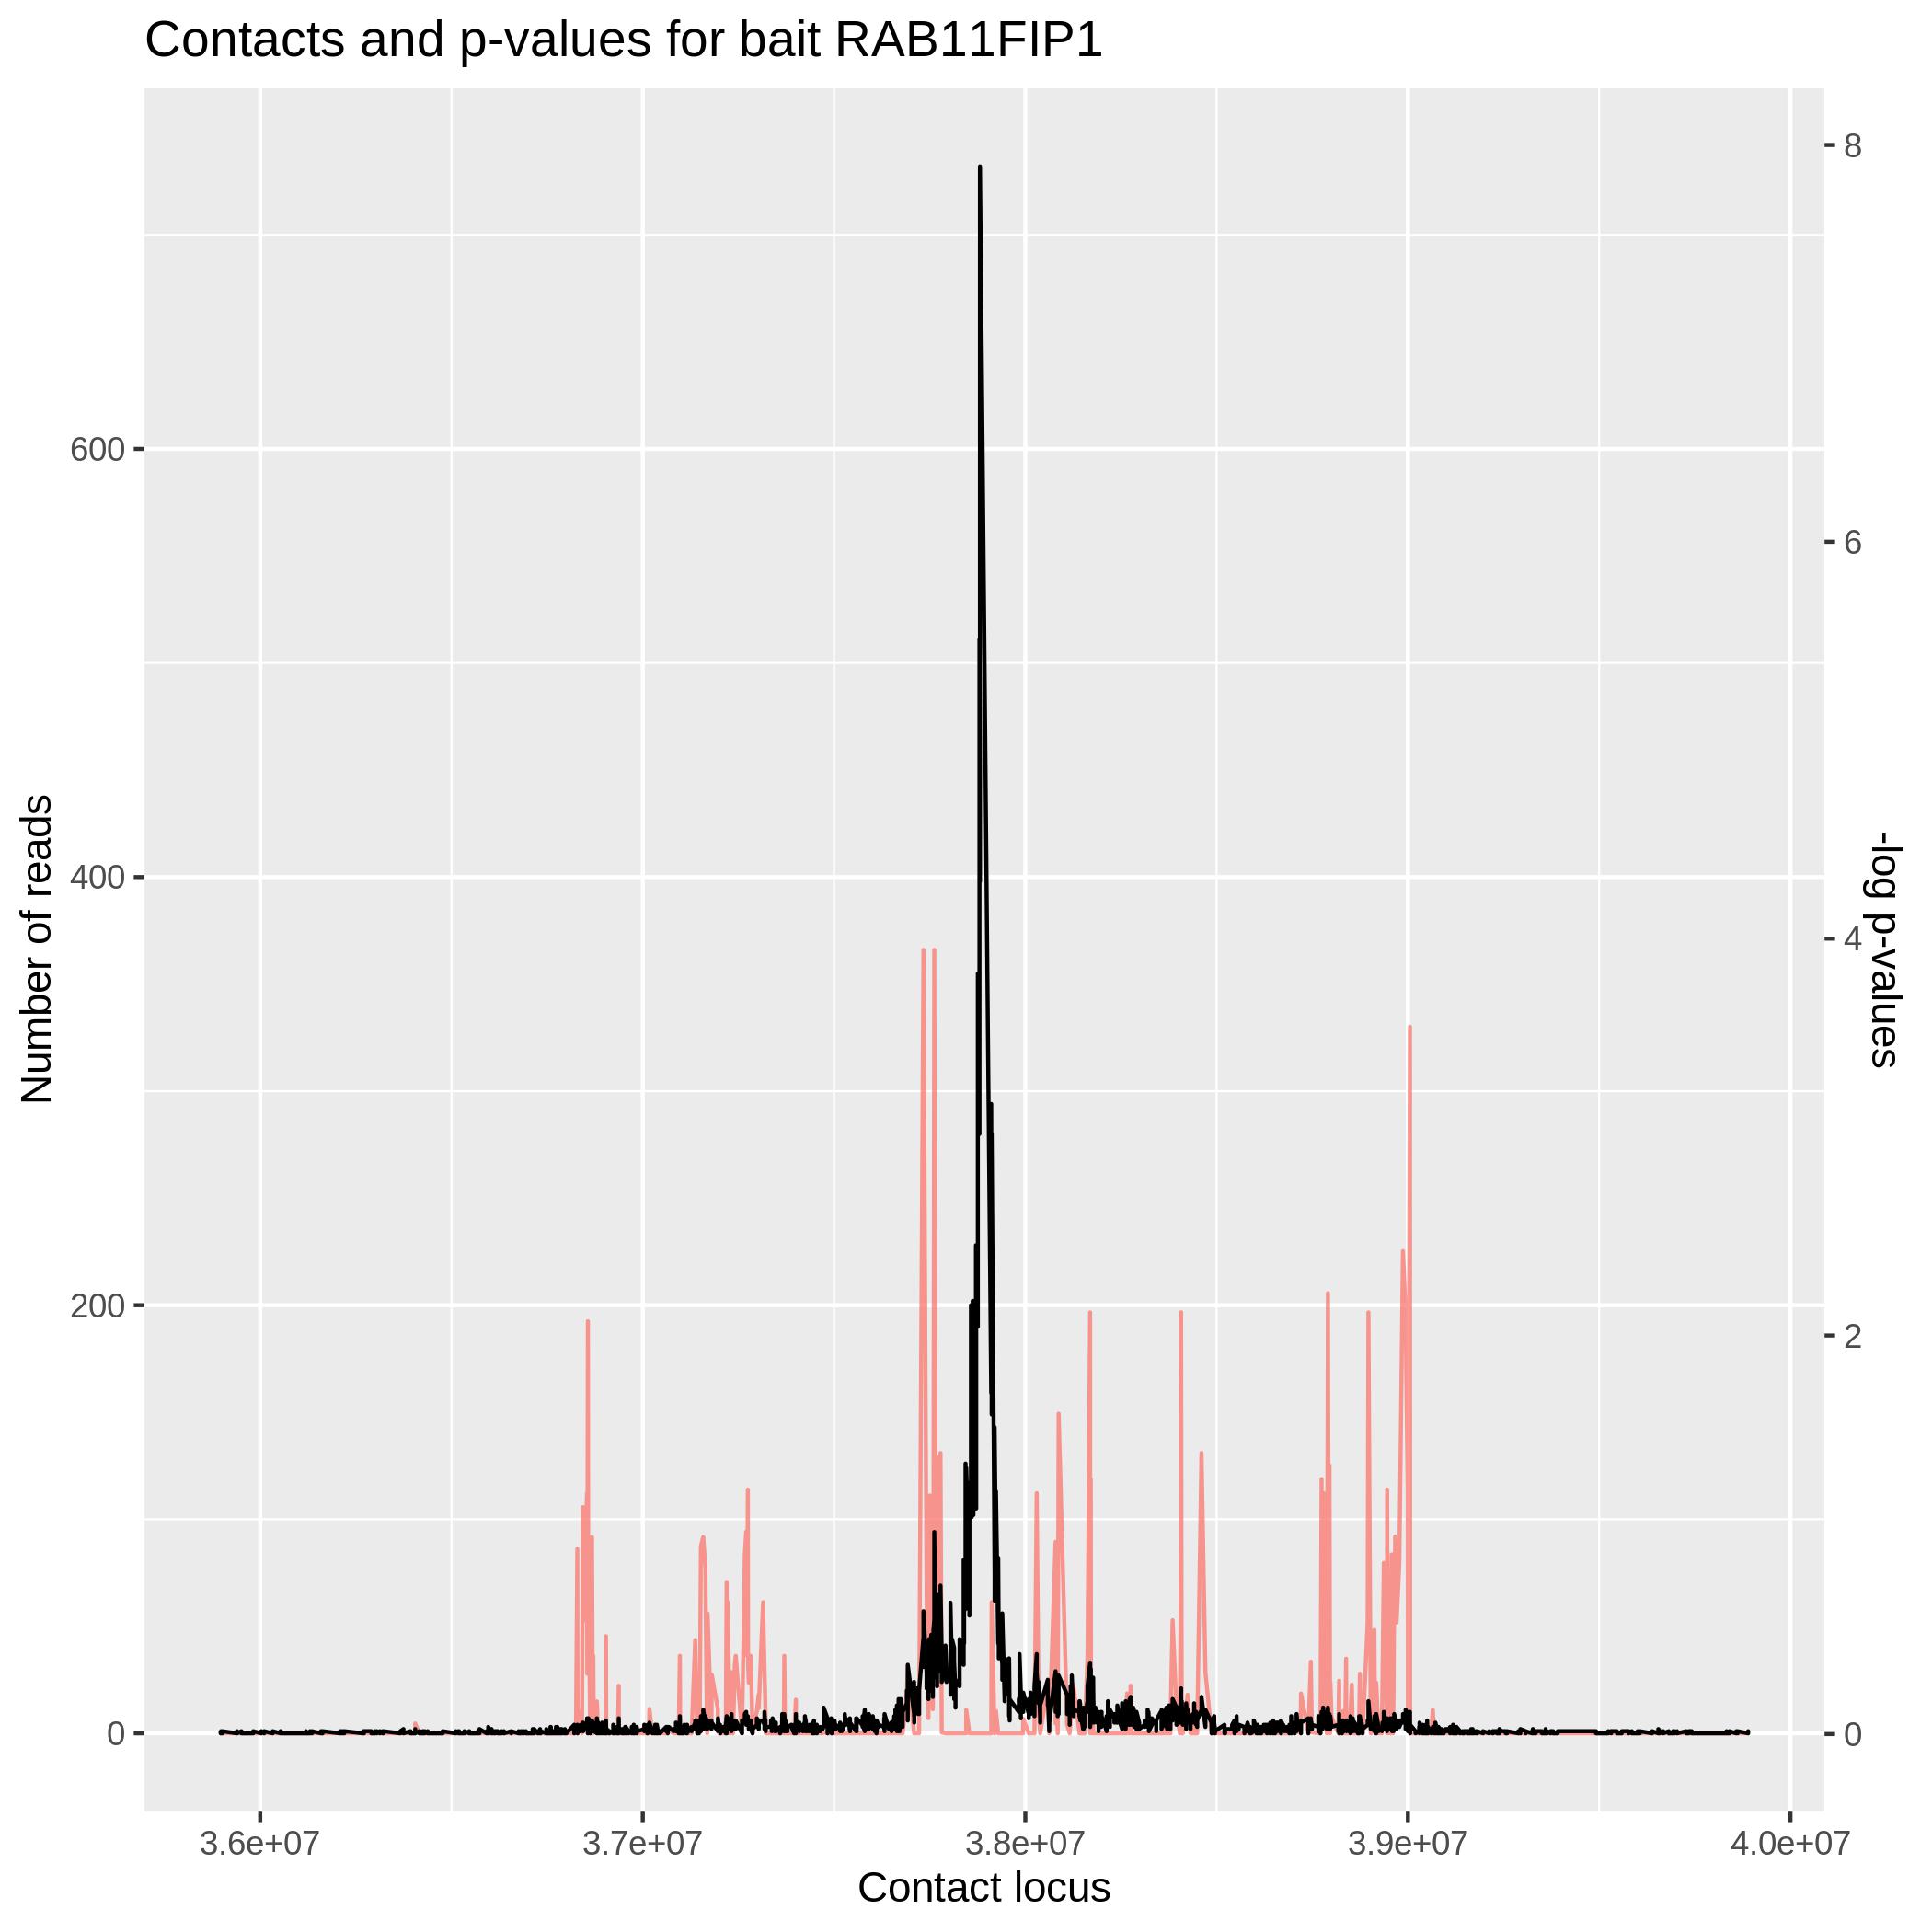 Contacts and p-values for bait RAB11FIP1
8
6
4
2
0
600
400
200
0
Number of reads
-log p-values
3.6e+07 3.7e+07 3.8e+07 3.9e+07 4.0e+07
Contact locus